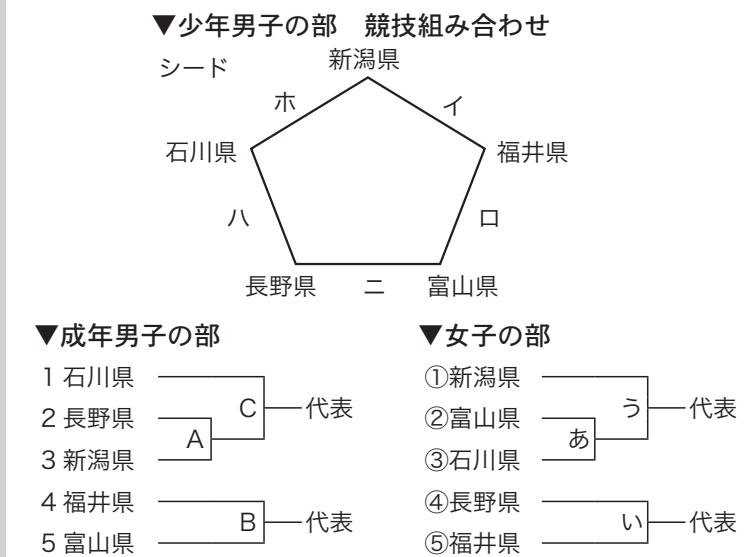 ▼少年男子の部　競技組み合わせ
シード
新潟県
ホ
イ
石川県
福井県
ハ
ロ
長野県
ニ
富山県
▼成年男子の部
1 石川県
2 長野県
3 新潟県
4 福井県
5 富山県
A
C
B
代表
代表
▼女子の部
①新潟県
②富山県
③石川県
④長野県
⑤福井県
あ
う
い
代表
代表